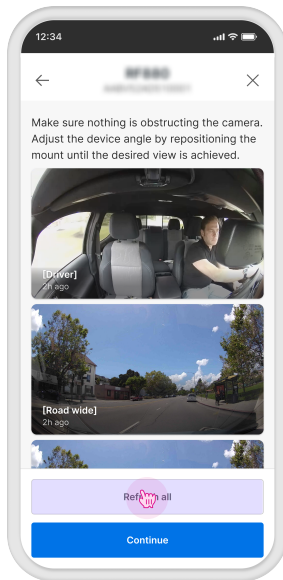 12:34
Make sure nothing is obstructing the camera.
Adjust the device angle by repositioning the
mount until the desired view is achieved.
[Driver]
2h ago
[Road wide]
2h ago
all
Continue